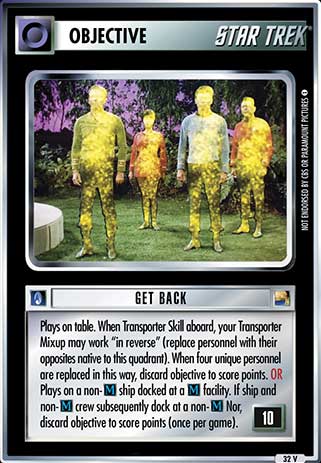 OBJECTIVE
STAR TREK
NOT ENDORSED BY CBS OR PARAMOUNT PICTURES
GET BACK
Plays on table. When Transporter Skill aboard, your Transporter
Mixup may work “in reverse” (replace personnel with their
opposites native to this quadrant). When four unique personnel
are replaced in this way, discard objective to score points. OR
Plays on a non- M ship docked at a M facility. If ship and
non- M crew subsequently dock at a non- M Nor,
discard objective to score points (once per game).
10
32 V